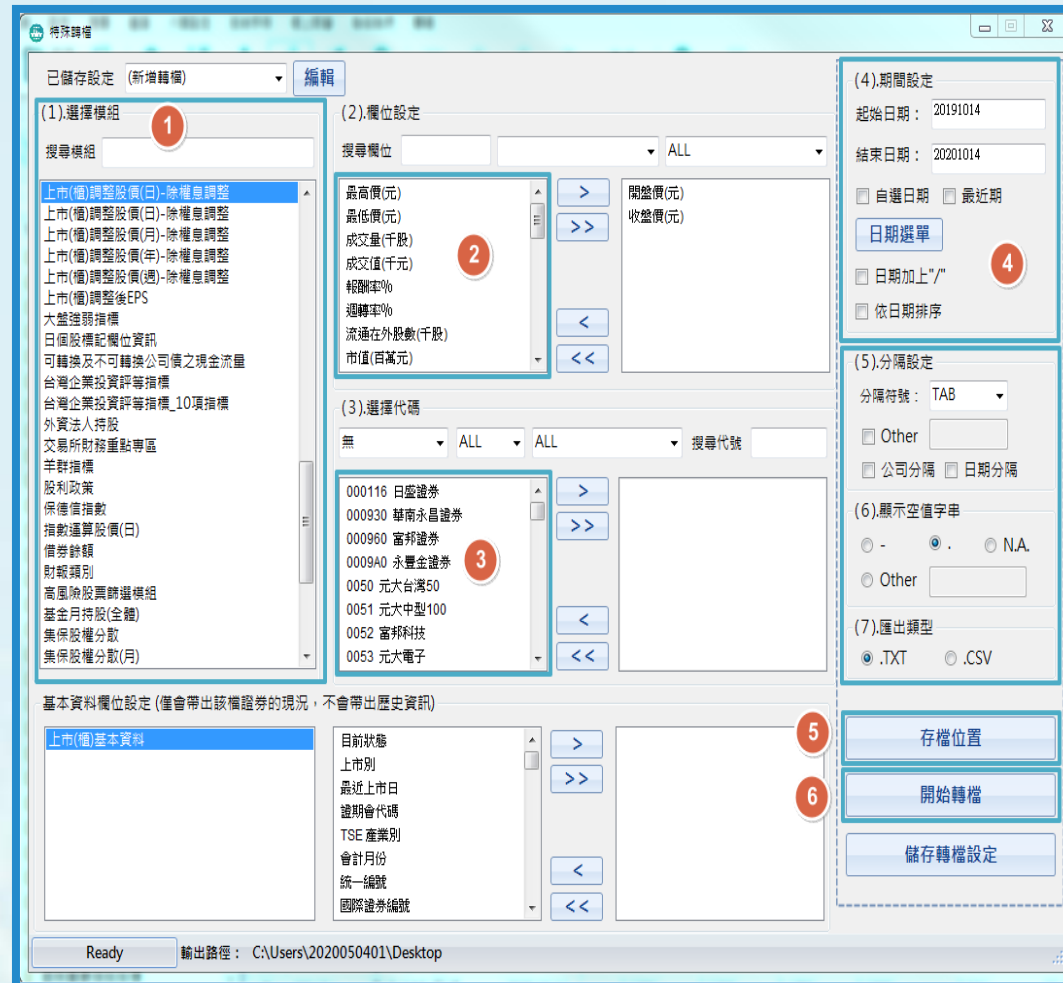 特殊轉檔
已儲存設定 (新增轉檔) 編輯
(1).選擇模組
1
搜尋模組
上市(櫃)調整股價(日)-除權息調整
上市(櫃)調整股價(日)-除權息調整
上市(櫃)調整股價(月)-除權息調整
上市(櫃)調整股價(年)-除權息調整
上市(櫃)調整股價(週)-除權息調整
上市(櫃)調整後EPS
大盤強弱指標
日個股標記欄位資訊
可轉換及不可轉換公司債之現金流量
台灣企業投資評等指標
台灣企業投資評等指標_10項指標
外資法人持股
交易所財務重點專區
羊群指標
股利政策
保德信指數
指數還算股價(日)
借券餘額
財報類別
高風險股票篩選模組
基金月持股(全體)
集保股權分散
集保股權分散(月)
(2).欄位設定
搜尋欄位 ALL
最高價(元)
最低價(元)
成交量(千股)
成交值(千元)
報酬率%
週轉率%
流通在外股數(千股)
市值(百萬元)
2
>
>>
<
<<
開盤價(元)
收盤價(元)
(3).選擇代碼
無 ALL ALL 搜尋代號
000116 日盛證券
000930 華南永昌證券
000960 富邦證券
0009A0 永豐金證券
0050 元大台灣50
0051 元大中型100
0052 富邦科技
0053 元大電子
3
>
>>
<
<<
(4).期間設定
起始日期： 20191014
結束日期： 20201014
自選日期 最近期
日期選單
4
日期加上"/"
依日期排序
(5).分隔設定
分隔符號： TAB
Other
公司分隔 日期分隔
(6).顯示空值字串
- . N.A.
Other
(7).匯出類型
.TXT .CSV
基本資料欄位設定 (僅會帶出該檔證券的現況，不會帶出歷史資訊)
上市(櫃)基本資料
目前狀態
上市別
最近上市日
證期會代碼
TSE 產業別
會計月份
統一編號
國際證券編號
>
>>
<
<<
5
存檔位置
6
開始轉檔
儲存轉檔設定
Ready 輸出路徑： C:\Users\2020050401\Desktop